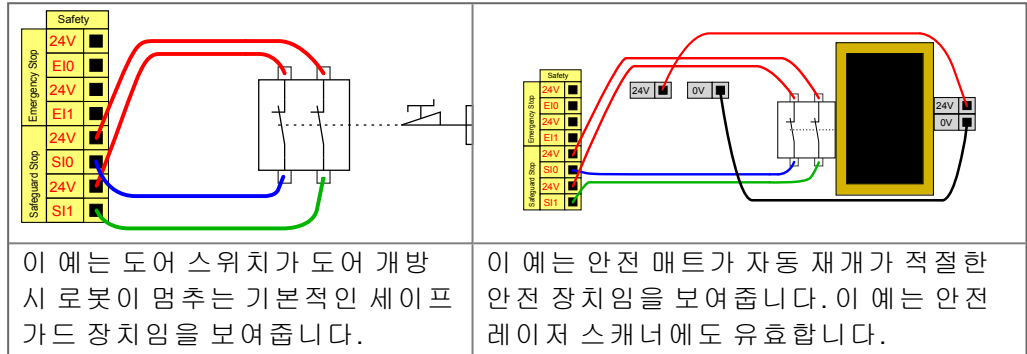 Safety
Emergency Stop
24V
EI0
24V
EI1
Safeguard Stop
24V
SI0
24V
SI1
Safety
Emergency Stop
24V
EI0
24V
EI1
Safeguard Stop
24V
SI0
24V
SI1
24V
0V
24V
0V
이 예는 도어 스위치가 도어 개방
시 로봇이 멈추는 기본적인 세이프
가드 장치임을 보여줍니다.
이 예는 안전 매트가 자동 재개가 적절한
안전 장치임을 보여줍니다. 이 예는 안전
레이저 스캐너에도 유효합니다.